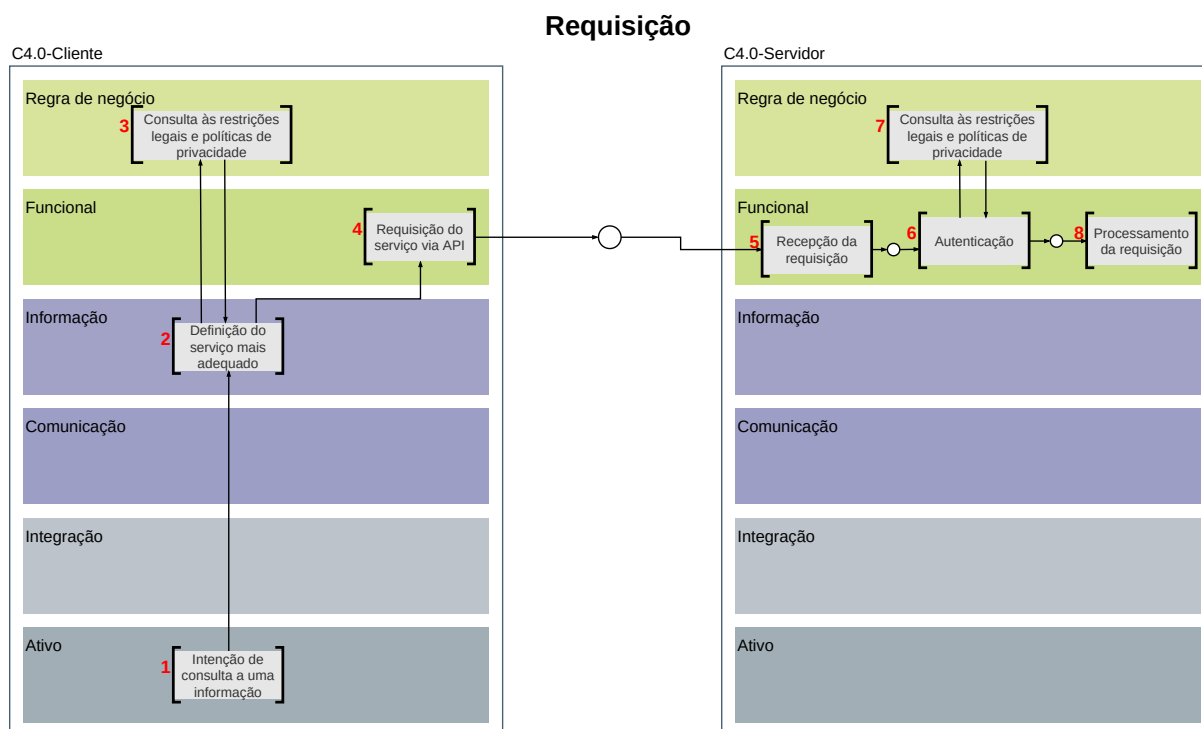 Requisição
C4.0-Cliente
Regra de negócio
3
Consulta às restrições
legais e políticas de
privacidade
Funcional
4
Requisição do
serviço via API
Informação
2
Definição do
serviço mais
adequado
Comunicação
Integração
Ativo
1
Intenção de
consulta a uma
informação
C4.0-Servidor
Regra de negócio
7
Consulta às restrições
legais e políticas de
privacidade
Funcional
5
Recepção da
requisição
6
Autenticação
8
Processamento
da requisição
Informação
Comunicação
Integração
Ativo